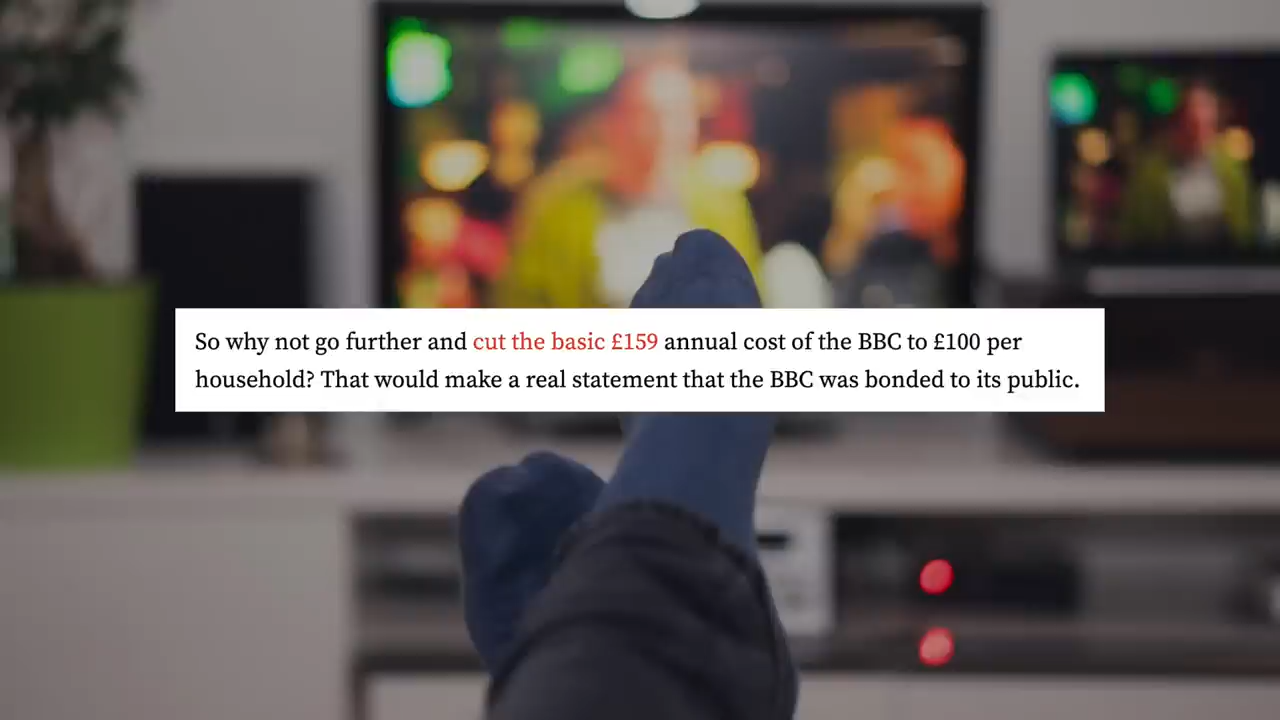 So why not go further and cut the basic £159 annual cost of the BBC to £100 per
household? That would make a real statement that the BBC was bonded to its public.